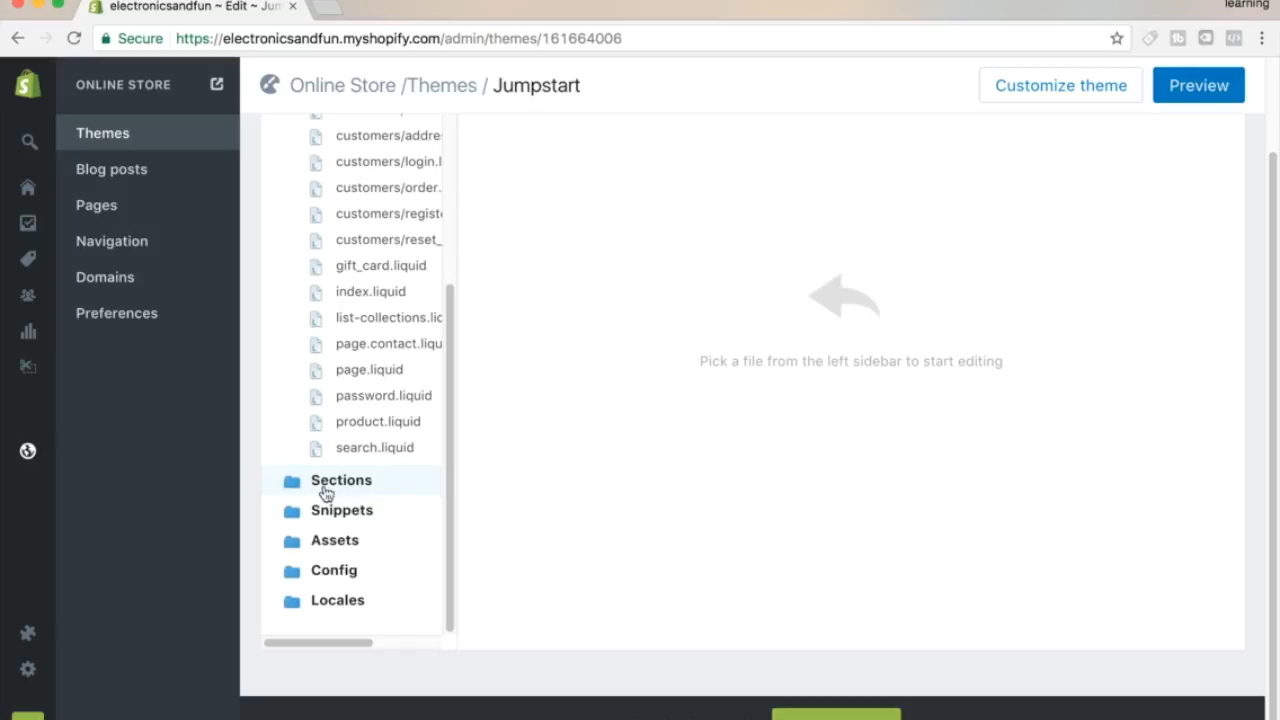 electronicsandfun ~ Edit ~ Jum
learning
Secure
https://electronicsandfun.myshopify.com/admin/themes/161664006
ONLINE STORE
Online Store /Themes / Jumpstart
Customize theme
Preview
Themes
Blog posts
Pages
Navigation
Domains
Preferences
customers/addre
customers/login.l
customers/order.
customers/registe
customers/reset_
gift_card.liquid
index.liquid
list-collections.liq
page.contact.liqu
page.liquid
password.liquid
product.liquid
search.liquid
Sections
Snippets
Assets
Config
Locales
Pick a file from the left sidebar to start editing